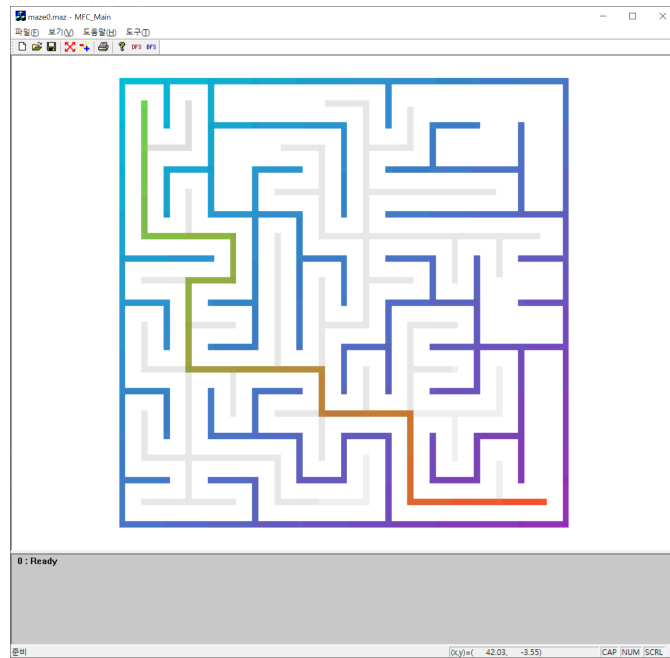 maze0.maz - MFC_Main
파일(F) 보기(V) 도움말(H) 도구(T)
DFS BFS
0 : Ready
준비 (x,y)=( 42.03, -3.55) CAP NUM SCRL